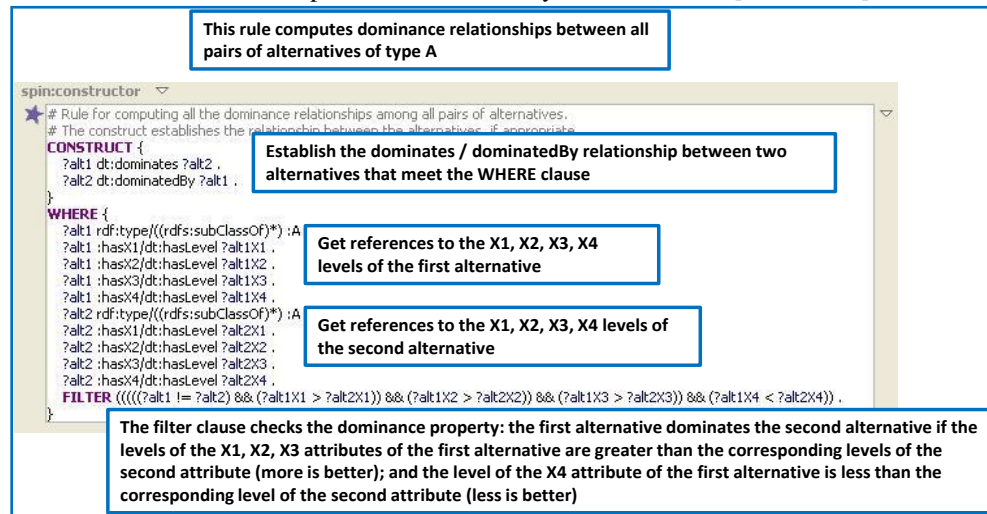 This rule computes dominance relationships between all
pairs of alternatives of type A
spin:constructor
# Rule for computing all the dominance relationships among all pairs of alternatives.
# The construct establishes the relationship between the alternatives, if appropriate
CONSTRUCT {
?alt1 dt:dominates ?alt2 .
?alt2 dt:dominatedBy ?alt1 .
}
Establish the dominates / dominatedBy relationship between two
alternatives that meet the WHERE clause
WHERE {
?alt1 rdf:type/((rdfs:subClassOf)*) :A
?alt1 :hasX1/dt:hasLevel ?alt1X1 .
?alt1 :hasX2/dt:hasLevel ?alt1X2 .
?alt1 :hasX3/dt:hasLevel ?alt1X3 .
?alt1 :hasX4/dt:hasLevel ?alt1X4 .
Get references to the X1, X2, X3, X4
levels of the first alternative
?alt2 rdf:type/((rdfs:subClassOf)*) :A
?alt2 :hasX1/dt:hasLevel ?alt2X1 .
?alt2 :hasX2/dt:hasLevel ?alt2X2 .
?alt2 :hasX3/dt:hasLevel ?alt2X3 .
?alt2 :hasX4/dt:hasLevel ?alt2X4 .
Get references to the X1, X2, X3, X4 levels of
the second alternative
FILTER (((((?alt1 != ?alt2) && (?alt1X1 > ?alt2X1)) && (?alt1X2 > ?alt2X2)) && (?alt1X3 > ?alt2X3)) && (?alt1X4 < ?alt2X4)) .
}
The filter clause checks the dominance property: the first alternative dominates the second alternative if the
levels of the X1, X2, X3 attributes of the first alternative are greater than the corresponding levels of the
second attribute (more is better); and the level of the X4 attribute of the first alternative is less than the
corresponding level of the second attribute (less is better)